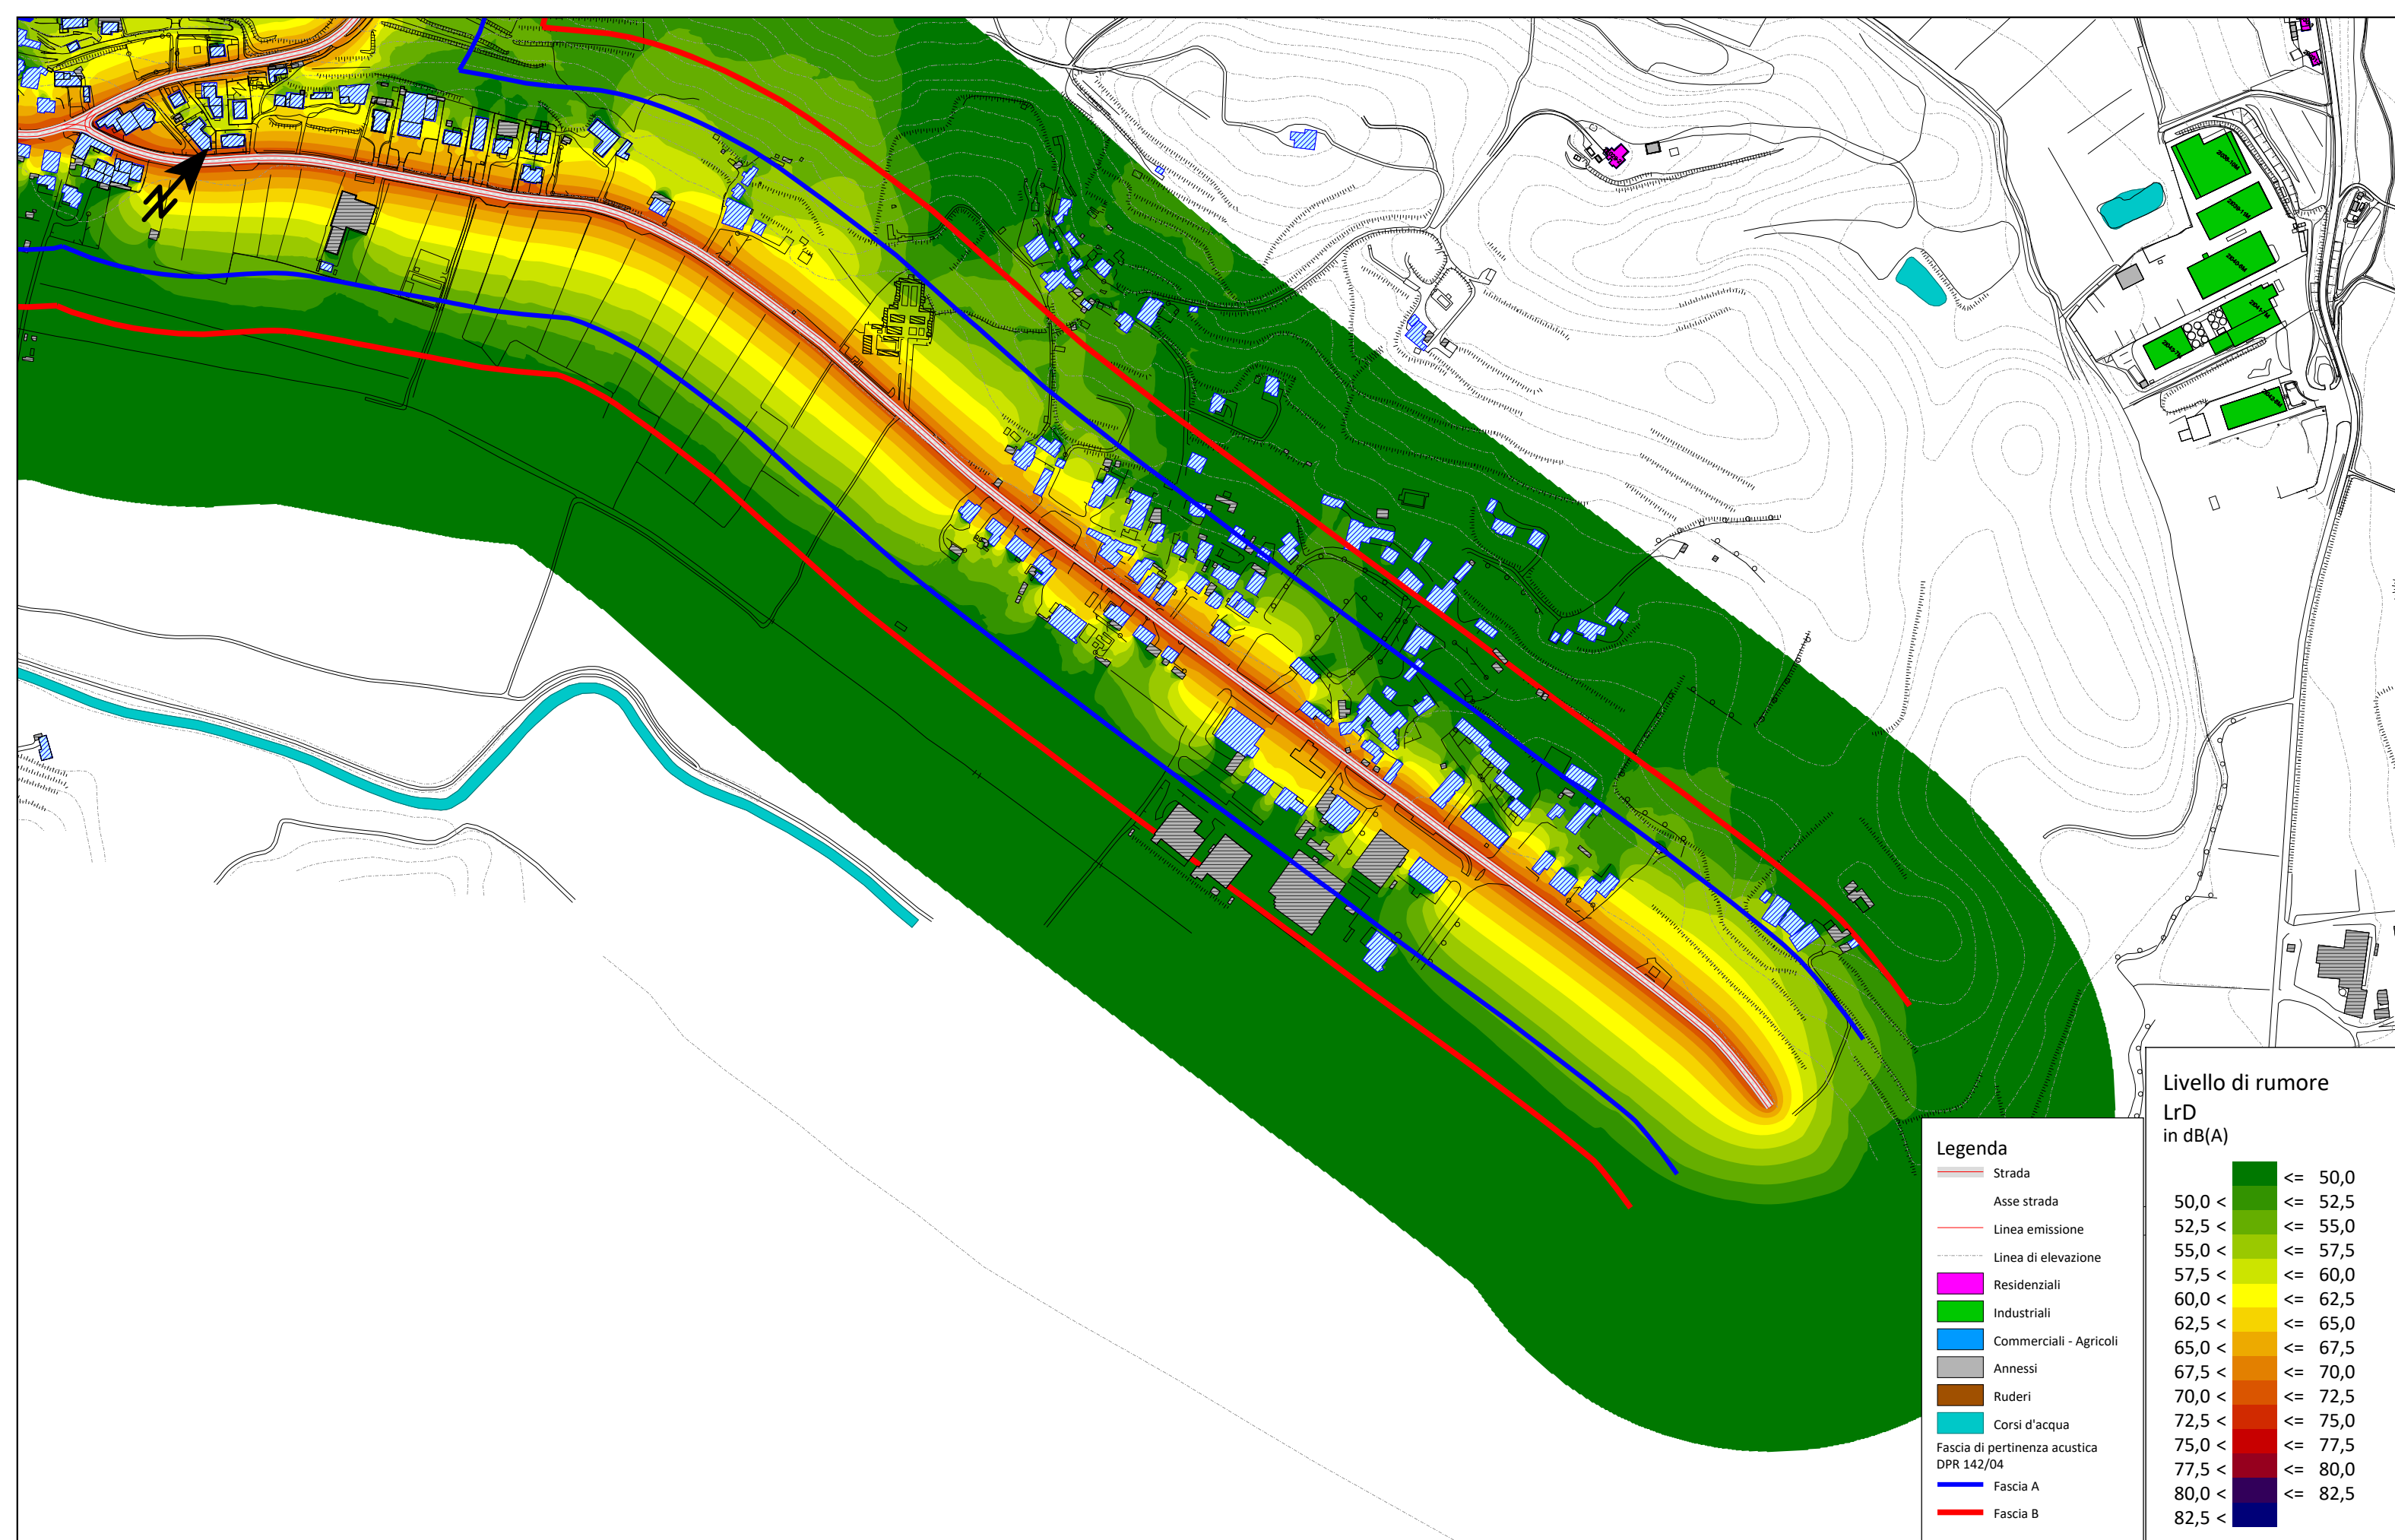 Livello di rumore
LrD
in dB(A)
<= 50,0
50,0 < <= 52,5
52,5 < <= 55,0
55,0 < <= 57,5
57,5 < <= 60,0
60,0 < <= 62,5
62,5 < <= 65,0
65,0 < <= 67,5
67,5 < <= 70,0
70,0 < <= 72,5
72,5 < <= 75,0
75,0 < <= 77,5
77,5 < <= 80,0
80,0 < <= 82,5
82,5 <
Legenda
Strada
Asse strada
Linea emissione
Linea di elevazione
Residenziali
Industriali
Commerciali - Agricoli
Annessi
Ruderi
Corsi d'acqua
Fascia di pertinenza acustica
DPR 142/04
Fascia A
Fascia B